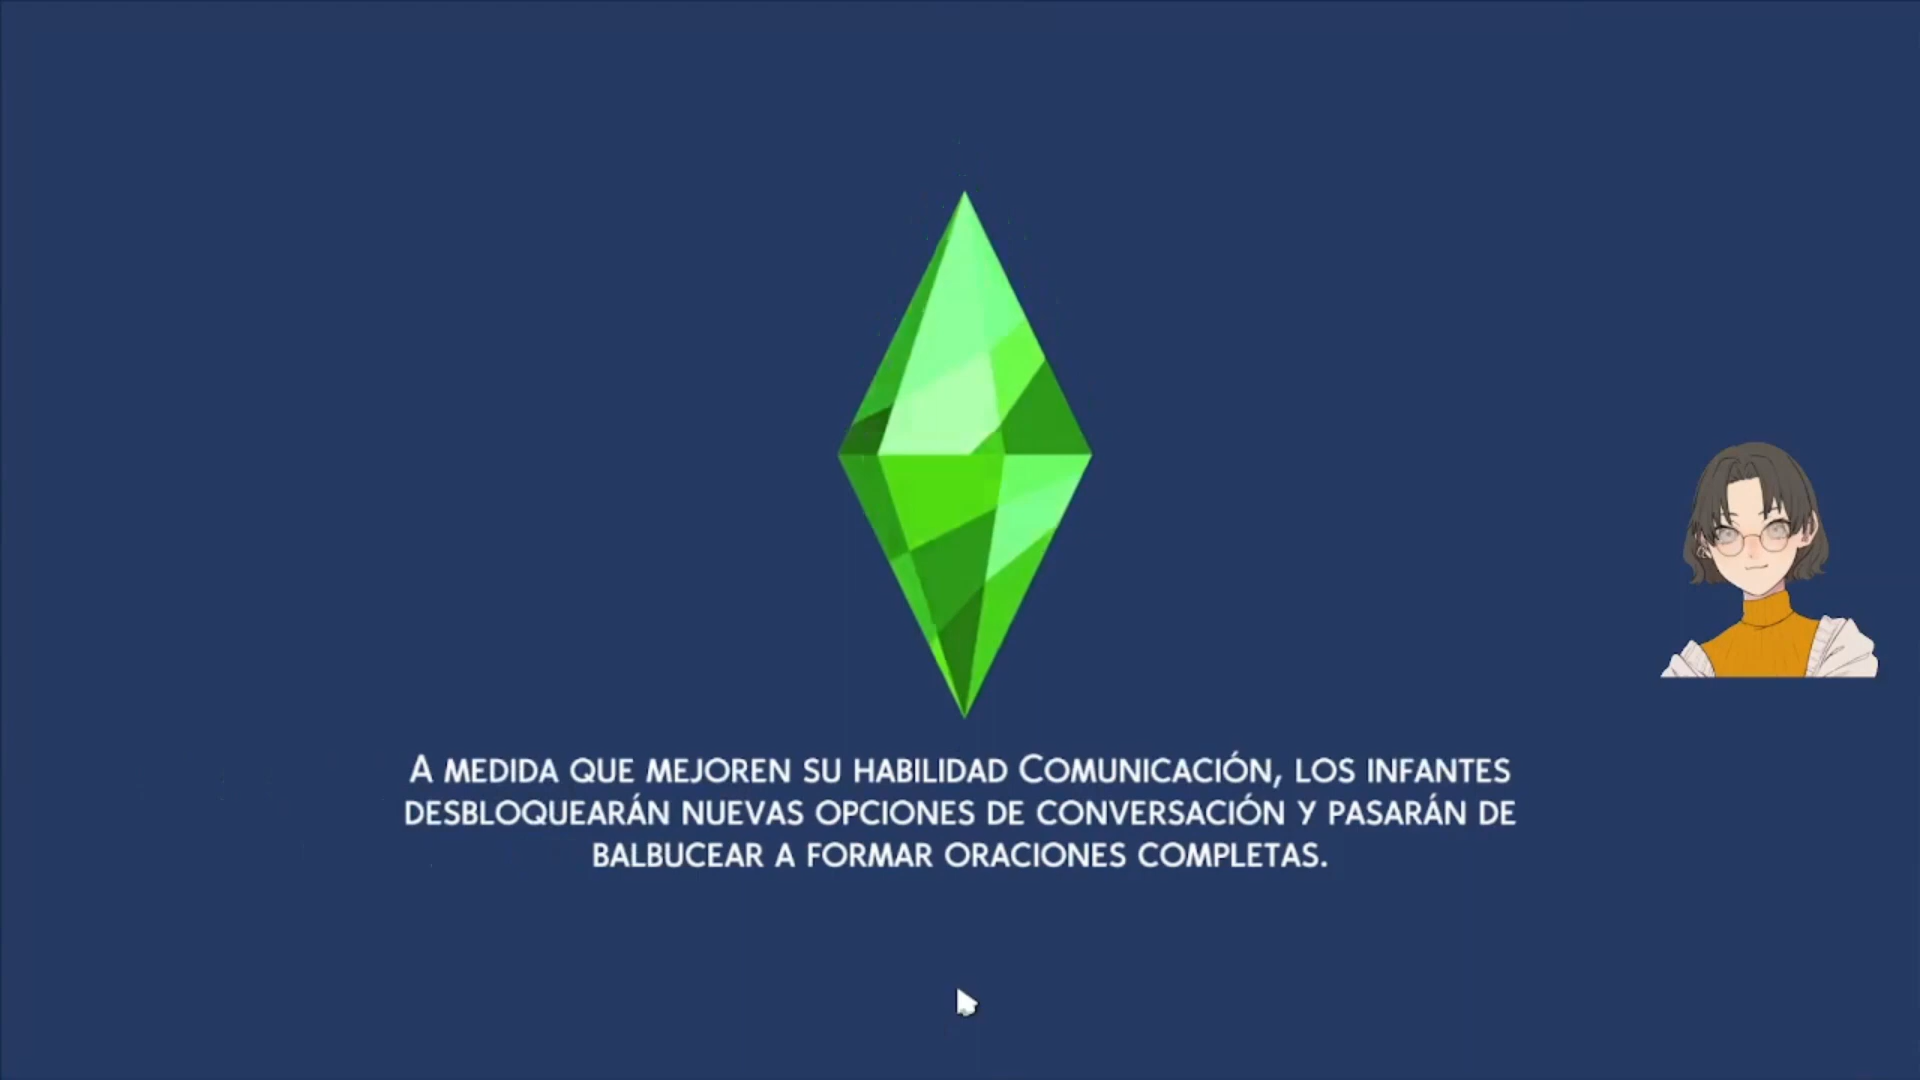 A MEDIDA QUE MEJOREN SU HABILIDAD COMUNICACIÓN, LOS INFANTES
DESBLOQUEARÁN NUEVAS OPCIONES DE CONVERSACIÓN Y PASARÁN DE
BALBUCEAR A FORMAR ORACIONES COMPLETAS.